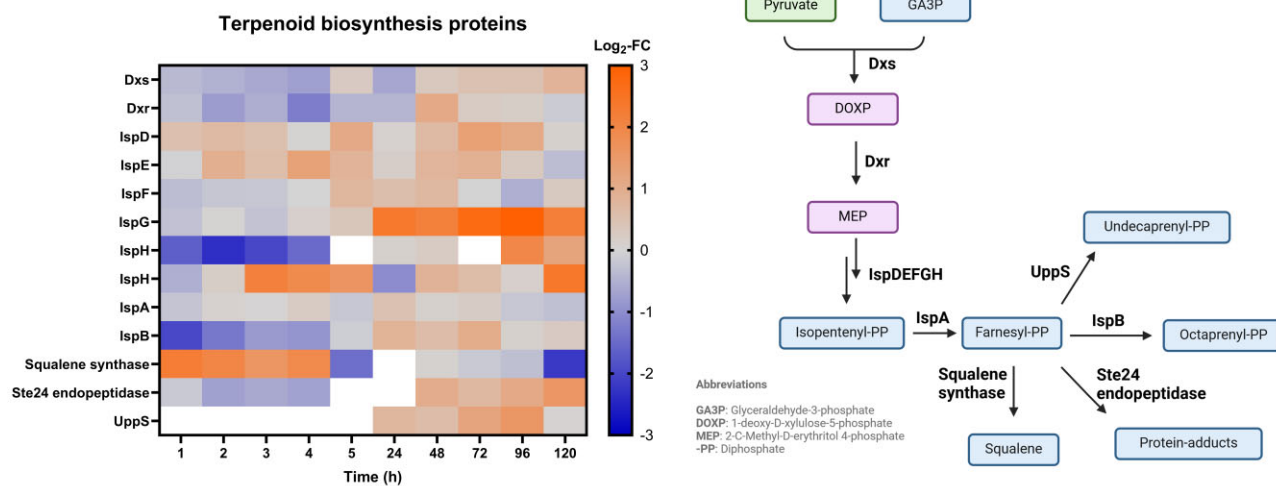 Terpenoid biosynthesis proteins
Log2-FC
Dxs
Dxr
IspD
IspE
IspF
IspG
IspH
IspH
IspA
IspB
Squalene synthase
Ste24 endopeptidase
UppS
1 2 3 4 5 24 48 72 96 120
Time (h)
3
2
1
0
-1
-2
-3
Pyruvate
GA3P
Dxs
DOXP
Dxr
MEP
IspDEFGH
Undecaprenyl-PP
UppS
Isopentenyl-PP
IspA
Farnesyl-PP
IspB
Octaprenyl-PP
Squalene
synthase
Ste24
endopeptidase
Squalene
Protein-adducts
Abbreviations
GA3P: Glyceraldehyde-3-phosphate
DOXP: 1-deoxy-D-xylulose-5-phosphate
MEP: 2-C-Methyl-D-erythritol 4-phosphate
-PP: Diphosphate